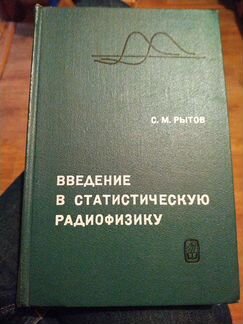 С. М. РЫТОВ
ВВЕДЕНИЕ
В СТАТИСТИЧЕСКУЮ
РАДИОФИЗИКУ